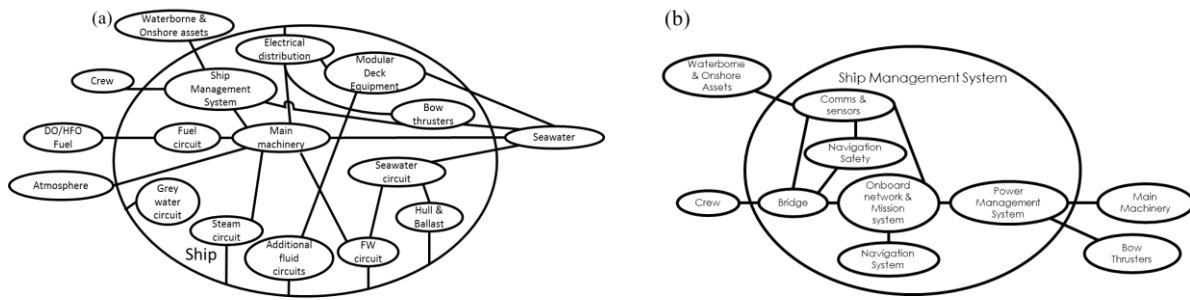 (a)
Waterborne &
Onshore assets
Electrical
distribution
Modular
Deck
Equipment
Crew
Ship
Management
System
Bow
thrusters
DO/HFO
Fuel
Fuel
circuit
Main
machinery
Seawater
Atmosphere
Seawater
circuit
Grey
water
circuit
Steam
circuit
Hull &
Ballast
Ship
Additional
fluid
circuits
FW
circuit
(b)
Waterborne
& Onshore
Assets
Ship Management System
Comms &
sensors
Navigation
Safety
Crew
Bridge
Onboard
network &
Mission
system
Power
Management
System
Main
Machinery
Navigation
System
Bow
Thrusters